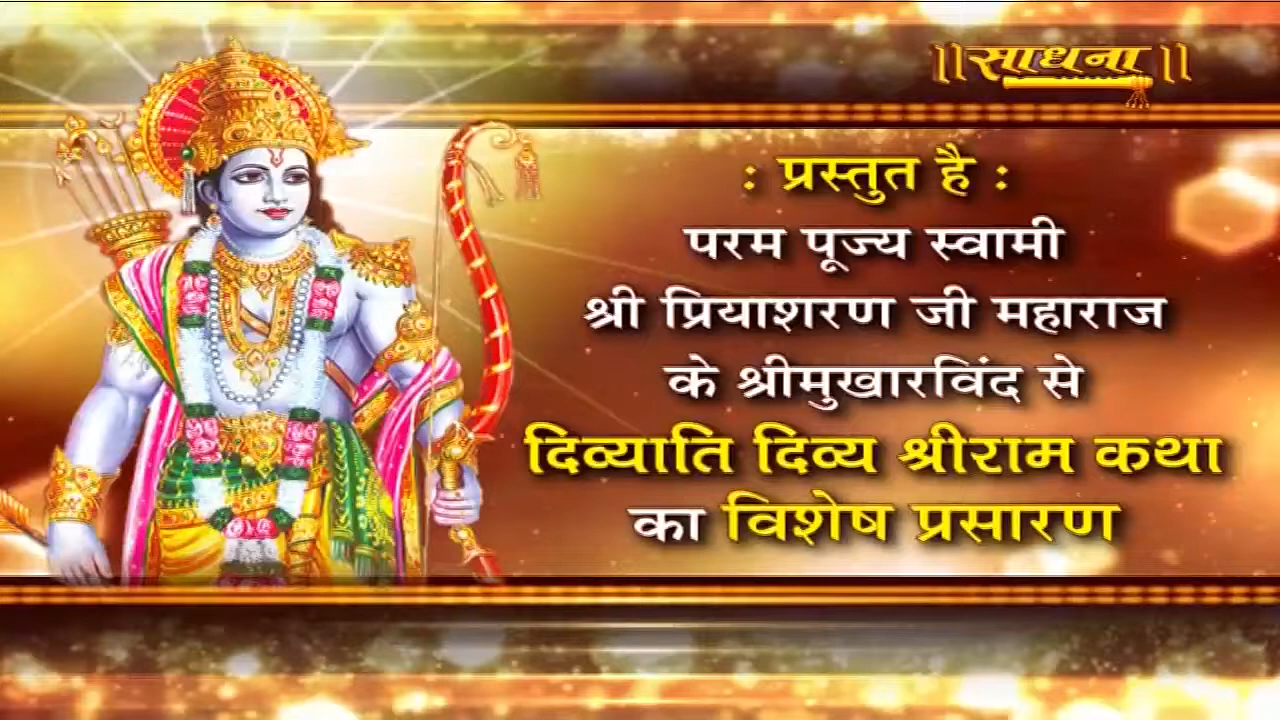 ॥साधना॥
: प्रस्तुत है :
परम पूज्य स्वामी
श्री प्रियाशरण जी महाराज
के श्रीमुखारविंद से
दिव्याति दिव्य श्रीराम कथा
का विशेष प्रसारण